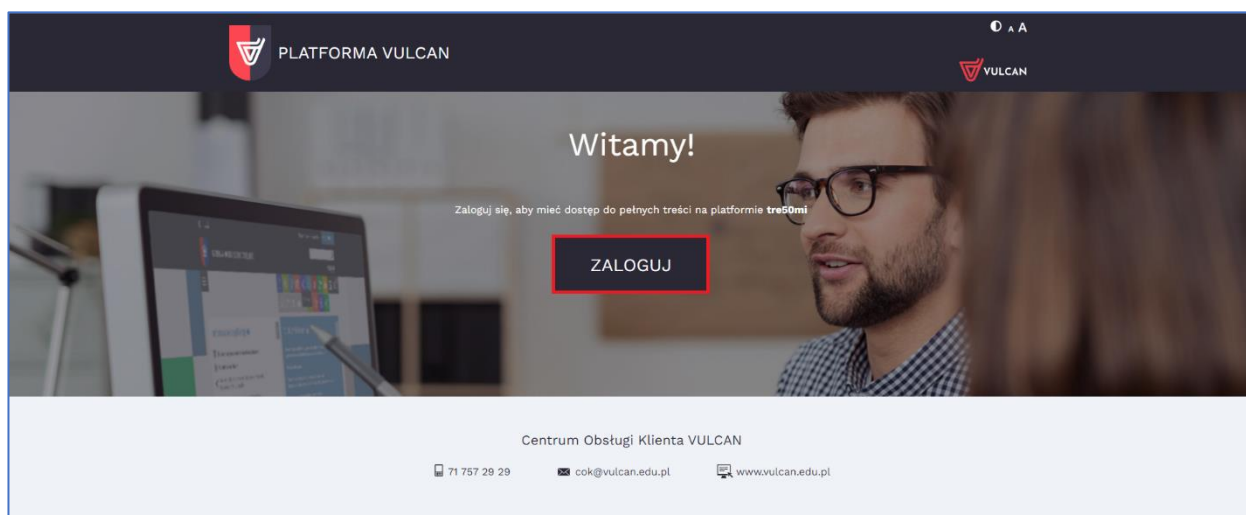 PLATFORMA VULCAN
A A
VULCAN
Witamy!
Zaloguj się, aby mieć dostęp do pełnych treści na platformie tre50mi
ZALOGUJ
Centrum Obsługi Klienta VULCAN
71 757 29 29 cok@vulcan.edu.pl www.vulcan.edu.pl